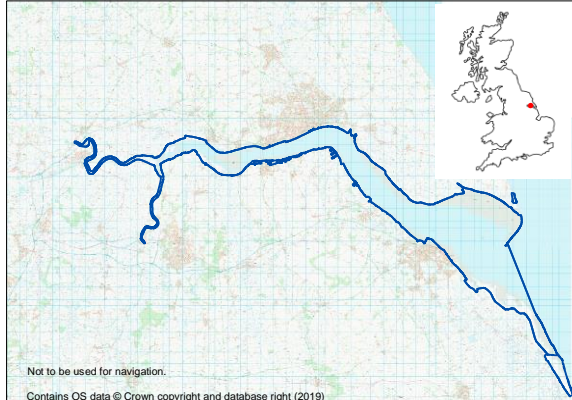 Not to be used for navigation.
Contains OS data © Crown copyright and database right (2019)